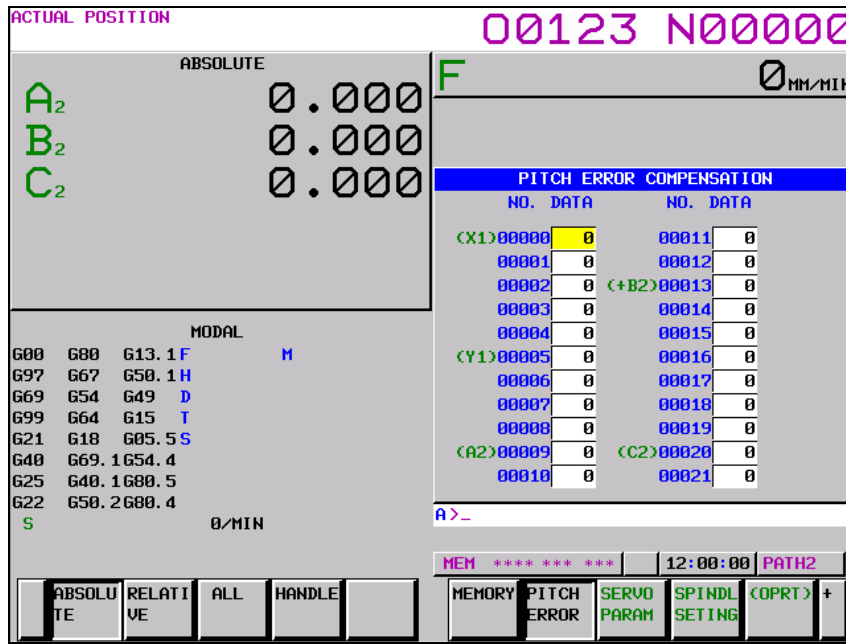 ACTUAL POSITION
O0123 N00000
ABSOLUTE
A2 0.000
B2 0.000
C2 0.000
F 0 MM/MIN
PITCH ERROR COMPENSATION
NO. DATA NO. DATA
(X1)00000 0 00011 0
00001 0 00012 0
00002 0 (+B2)00013 0
00003 0 00014 0
00004 0 00015 0
(Y1)00005 0 00016 0
00006 0 00017 0
00007 0 00018 0
00008 0 00019 0
(A2)00009 0 (C2)00020 0
00010 0 00021 0
MODAL
G00 G80 G13.1 F M
G97 G67 G50.1 H
G69 G54 G49 D
G99 G64 G15 T
G21 G18 G05.5 S
G40 G69.1 G54.4
G25 G40.1 G80.5
G22 G50.2 G80.4
S 0/MIN
A>_
MEM **** *** *** 12:00:00 PATH2
ABSOLUTE RELATIVE ALL HANDLE
MEMORY PITCH ERROR SERVO PARAM SPINDL SETING (OPRT) +